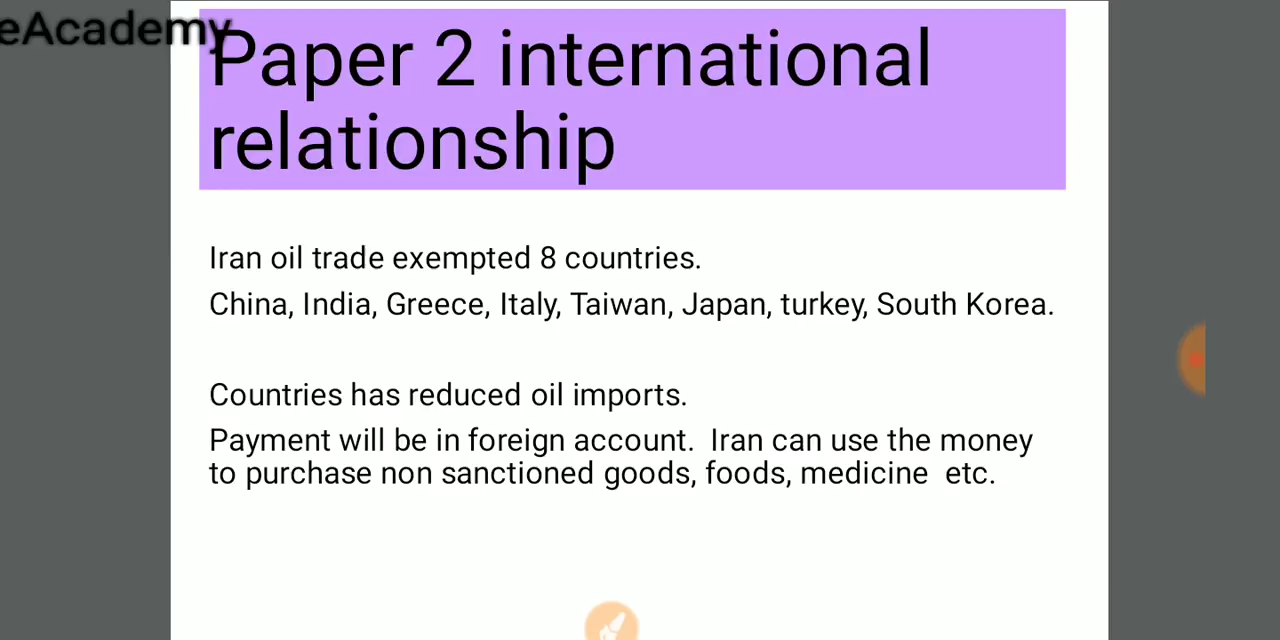 eAcademy
Paper 2 international
relationship
Iran oil trade exempted 8 countries.
China, India, Greece, Italy, Taiwan, Japan, turkey, South Korea.
Countries has reduced oil imports.
Payment will be in foreign account.  Iran can use the money
to purchase non sanctioned goods, foods, medicine  etc.